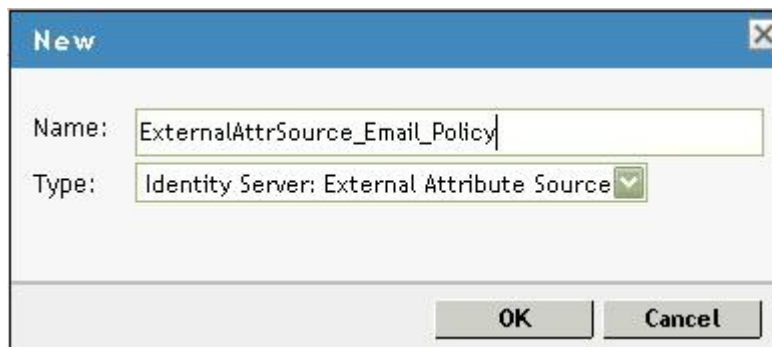 New
Name: ExternalAttrSource_Email_Policy
Type: Identity Server: External Attribute Source
OK Cancel